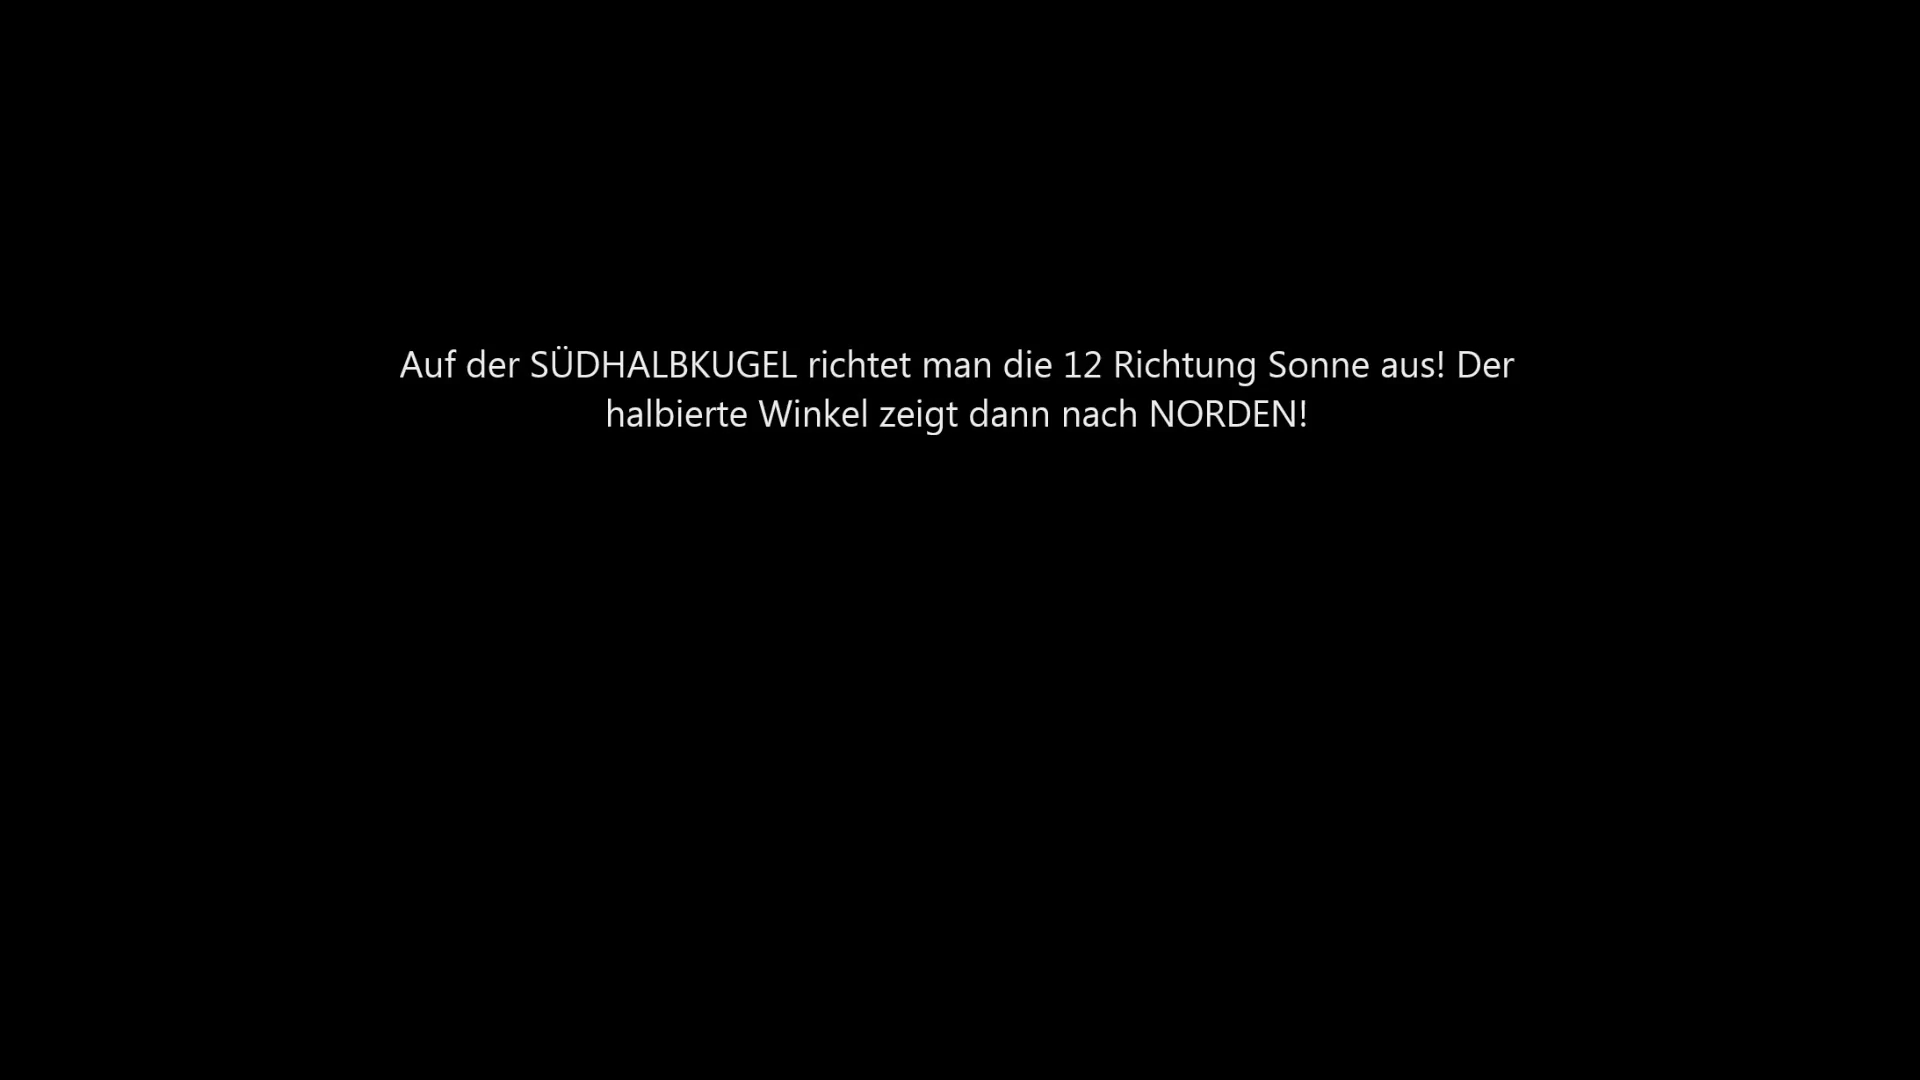 Auf der SÜDHALBKUGEL richtet man die 12 Richtung Sonne aus! Der
halbierte Winkel zeigt dann nach NORDEN!